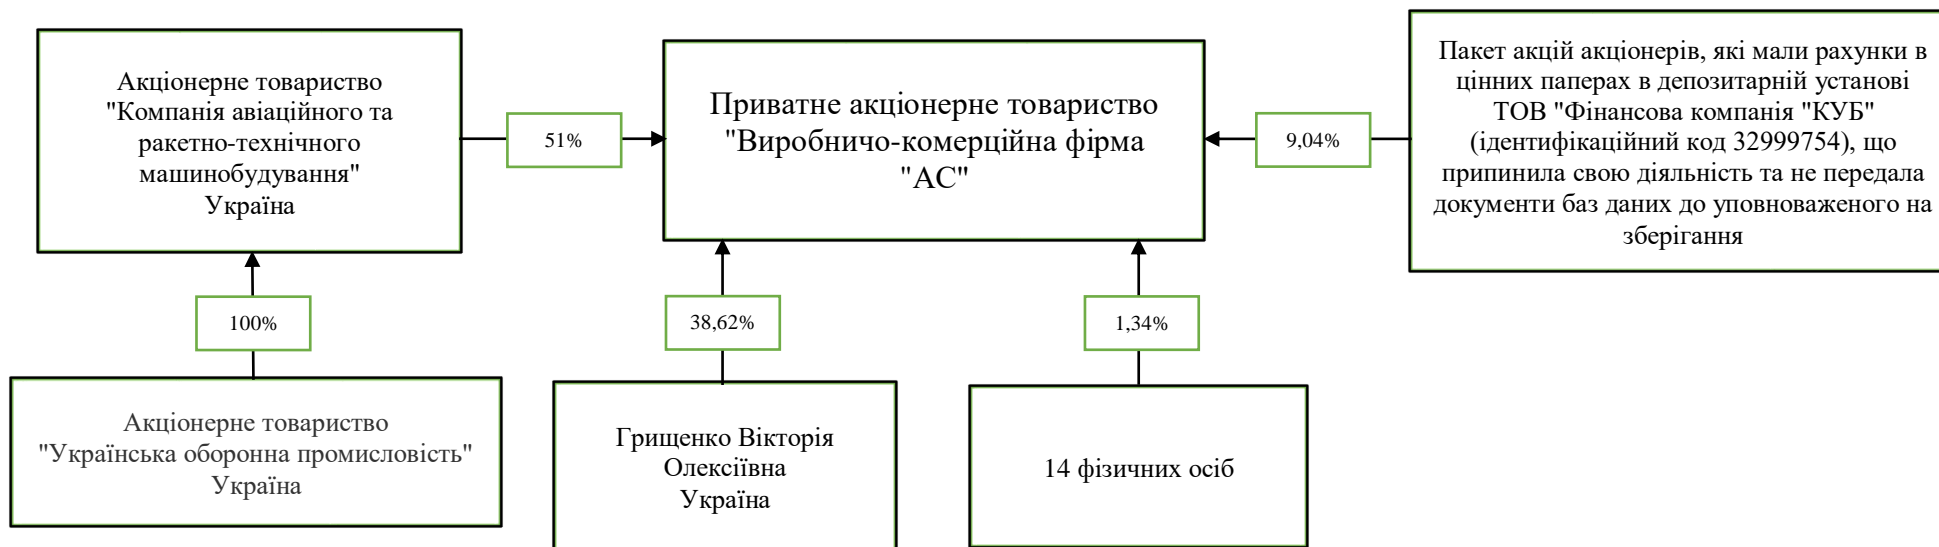 Акціонерне товариство
"Компанія авіаційного та
ракетно-технічного
машинобудування"
Україна
51%
Приватне акціонерне товариство
"Виробничо-комерційна фірма
"АС"
9,04%
Пакет акцій акціонерів, які мали рахунки в
цінних паперах в депозитарній установі
ТОВ "Фінансова компанія "КУБ"
(ідентифікаційний код 32999754), що
припинила свою діяльність та не передала
документи баз даних до уповноваженого на
зберігання
100%
38,62%
1,34%
Акціонерне товариство
"Українська оборонна промисловість"
Україна
Грищенко Вікторія
Олексіївна
Україна
14 фізичних осіб